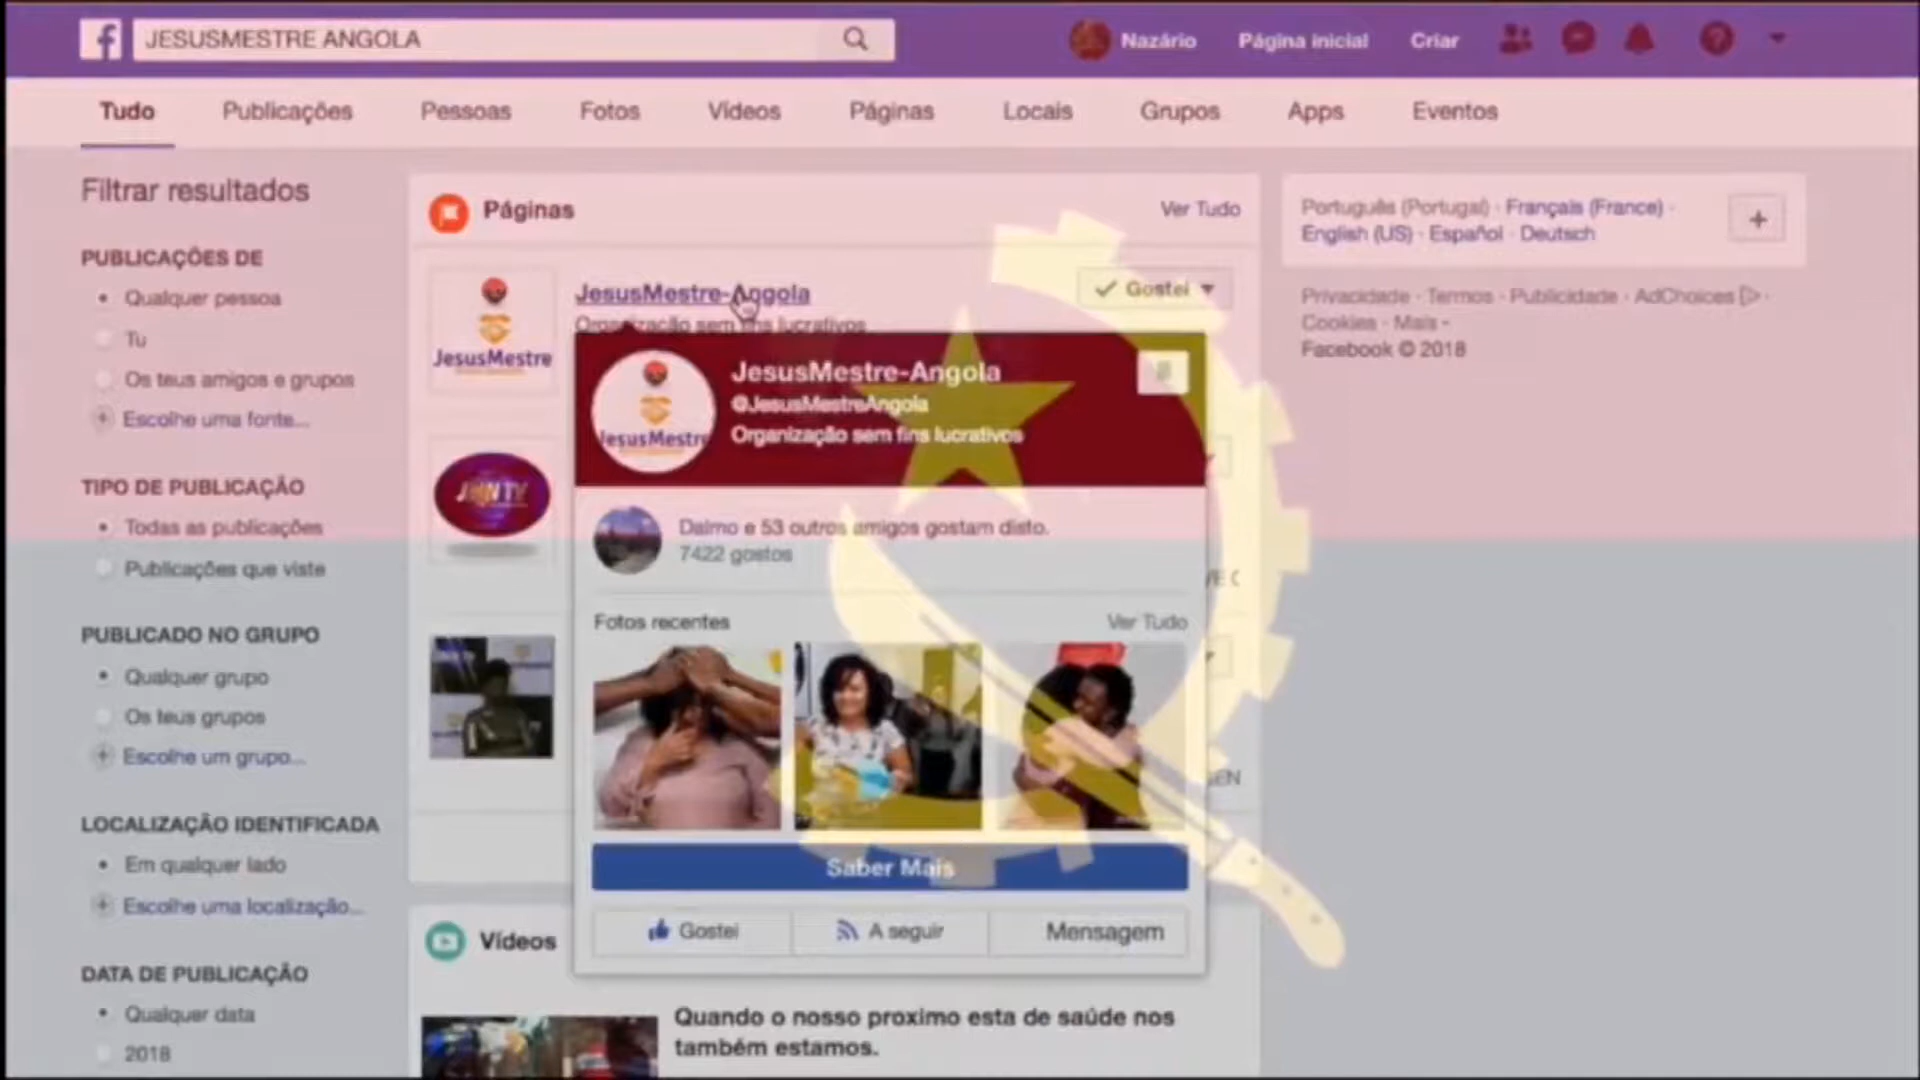 JESUSMESTRE ANGOLA
Nazário
Página inicial
Criar
Tudo
Publicações
Pessoas
Fotos
Vídeos
Páginas
Locais
Grupos
Apps
Eventos
Filtrar resultados
PUBLICAÇÕES DE
Qualquer pessoa
Tu
Os teus amigos e grupos
Escolhe uma fonte...
TIPO DE PUBLICAÇÃO
Todas as publicações
Publicações que viste
PUBLICADO NO GRUPO
Qualquer grupo
Os teus grupos
Escolhe um grupo...
LOCALIZAÇÃO IDENTIFICADA
Em qualquer lado
Escolhe uma localização...
DATA DE PUBLICAÇÃO
Qualquer data
2018
Páginas
Ver Tudo
JesusMestre
JesusMestre-Angola
Organização sem fins lucrativos
Gostei
JesusMestre
JesusMestre-Angola
@JesusMestreAngola
Organização sem fins lucrativos
Dalmo e 53 outros amigos gostam disto.
7422 gostos
Fotos recentes
Ver Tudo
Saber Mais
Gostei
A seguir
Mensagem
Vídeos
Quando o nosso proximo esta de saúde nos
também estamos.
Português (Portugal) · Français (France) ·
English (US) · Español · Deutsch
Privacidade · Termos · Publicidade · AdChoices ·
Cookies · Mais
Facebook © 2018